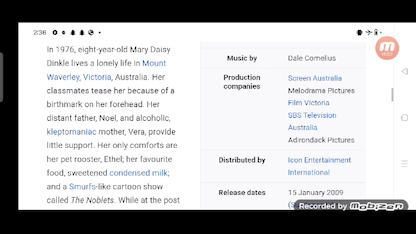 2:36
In 1976, eight-year-old Mary Daisy
Dinkle lives a lonely life in Mount
Waverley, Victoria, Australia. Her
classmates tease her because of a
birthmark on her forehead. Her
distant father, Noel, and alcoholic,
kleptomaniac mother, Vera, provide
little support. Her only comforts are
her pet rooster, Ethel; her favourite
food, sweetened condensed milk;
and a Smurfs-like cartoon show
called The Noblets. While at the post
Music by Dale Cornelius
Production Screen Australia
companies Melodrama Pictures
Film Victoria
SBS Television
Australia
Adirondack Pictures
Distributed by Icon Entertainment
International
Release dates 15 January 2009
Recorded by Mobizen